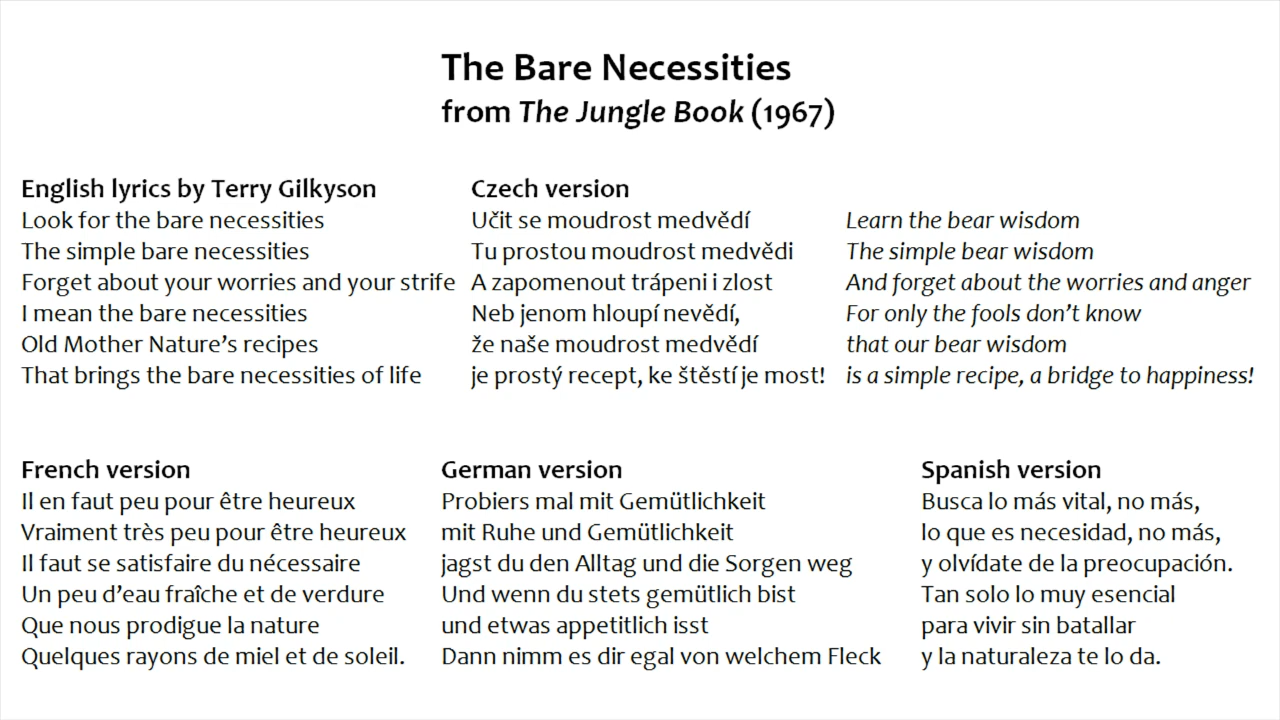 The Bare Necessities
from The Jungle Book (1967)
English lyrics by Terry Gilkyson
Look for the bare necessities
The simple bare necessities
Forget about your worries and your strife
I mean the bare necessities
Old Mother Nature's recipes
That brings the bare necessities of life
Czech version
Učit se moudrost medvědí
Tu prostou moudrost medvědi
A zapomenout trápeni i zlost
Neb jenom hloupí nevědí,
že naše moudrost medvědí
je prostý recept, ke štěstí je most!
Learn the bear wisdom
The simple bear wisdom
And forget about the worries and anger
For only the fools don't know
that our bear wisdom
is a simple recipe, a bridge to happiness!
French version
Il en faut peu pour être heureux
Vraiment très peu pour être heureux
Il faut se satisfaire du nécessaire
Un peu d'eau fraîche et de verdure
Que nous prodigue la nature
Quelques rayons de miel et de soleil.
German version
Probiers mal mit Gemütlichkeit
mit Ruhe und Gemütlichkeit
jagst du den Alltag und die Sorgen weg
Und wenn du stets gemütlich bist
und etwas appetitlich isst
Dann nimm es dir egal von welchem Fleck
Spanish version
Busca lo más vital, no más,
lo que es necesidad, no más,
y olvídate de la preocupación.
Tan solo lo muy esencial
para vivir sin batallar
y la naturaleza te lo da.